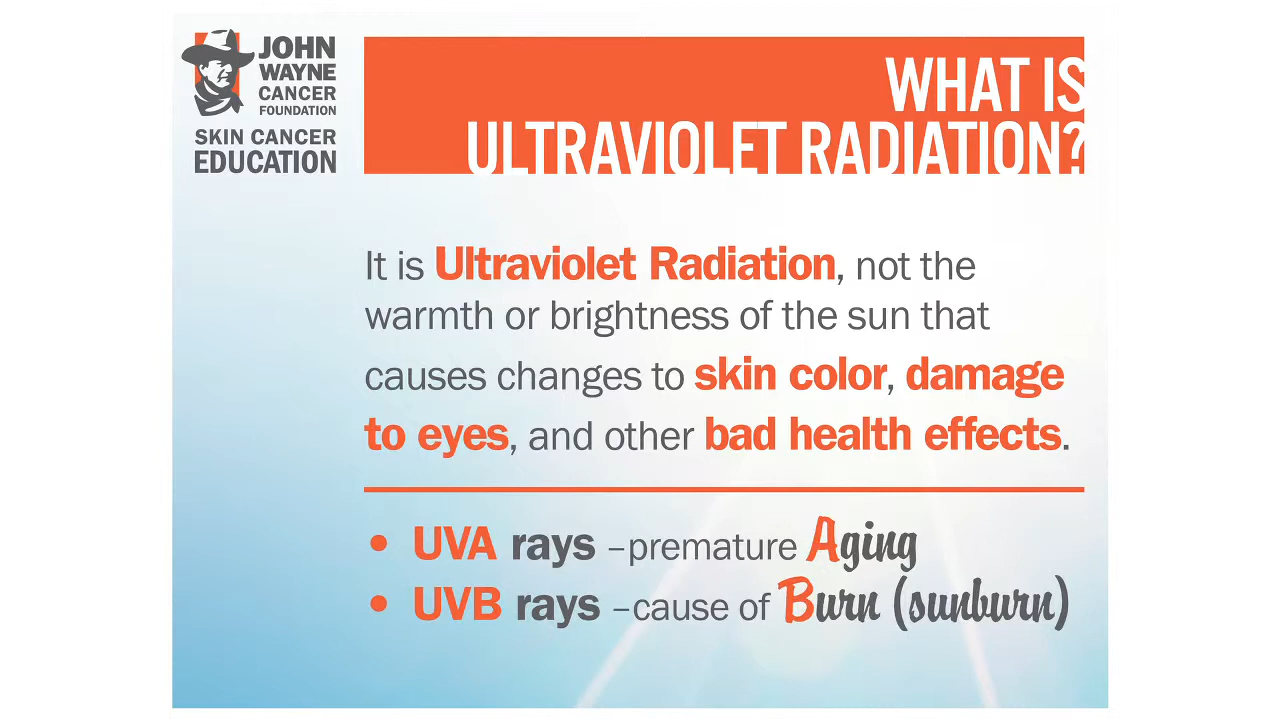 JOHN
WAYNE
CANCER
FOUNDATION
SKIN CANCER
EDUCATION
WHAT IS
ULTRAVIOLET RADIATION?
It is Ultraviolet Radiation, not the
warmth or brightness of the sun that
causes changes to skin color, damage
to eyes, and other bad health effects.
• UVA rays –premature Aging
• UVB rays –cause of Burn (sunburn)